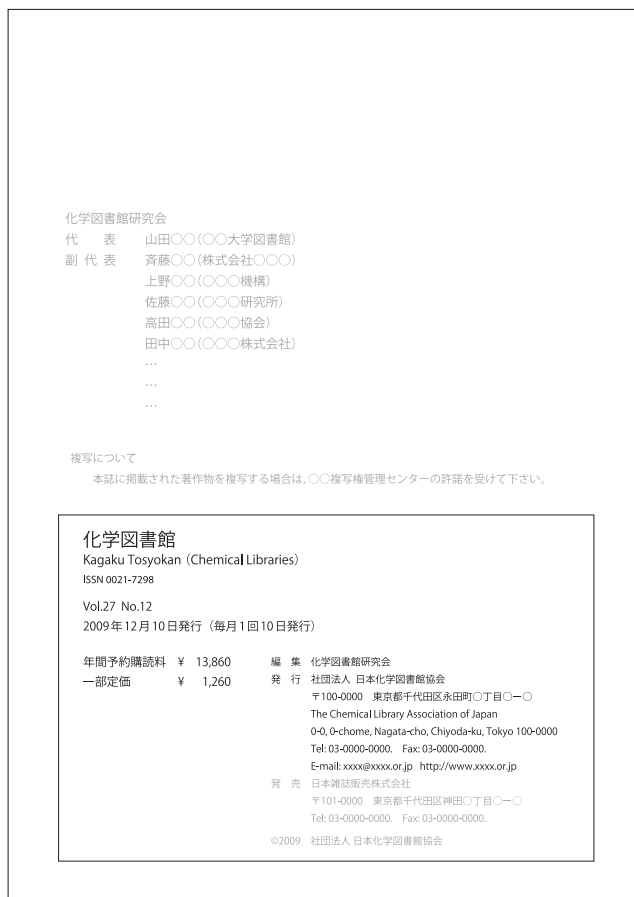 化学図書館研究会
代　表　山田○○(○○大学図書館)
副代表　斉藤○○(株式会社○○○)
上野○○(○○○機構)
佐藤○○(○○○研究所)
高田○○(○○○協会)
田中○○(○○○株式会社)
…
…
…
複写について
本誌に掲載された著作物を複写する場合は,○○複写権管理センターの許諾を受けて下さい。
化学図書館
Kagaku Tosyokan (Chemical Libraries)
ISSN 0021-7298
Vol.27 No.12
2009年12月10日発行（毎月1回10日発行）
年間予約購読料 ¥ 13,860
一部定価 ¥ 1,260
編 集 化学図書館研究会
発 行 社団法人 日本化学図書館協会
〒100-0000 東京都千代田区永田町○丁目○ー○
The Chemical Library Association of Japan
0-0, 0-chome, Nagata-cho, Chiyoda-ku, Tokyo 100-0000
Tel: 03-0000-0000. Fax: 03-0000-0000.
E-mail: xxxx@xxxx.or.jp http://www.xxxx.or.jp
発 売 日本雑誌販売株式会社
〒101-0000 東京都千代田区神田○丁目○ー○
Tel: 03-0000-0000. Fax: 03-0000-0000.
©2009 社団法人 日本化学図書館協会